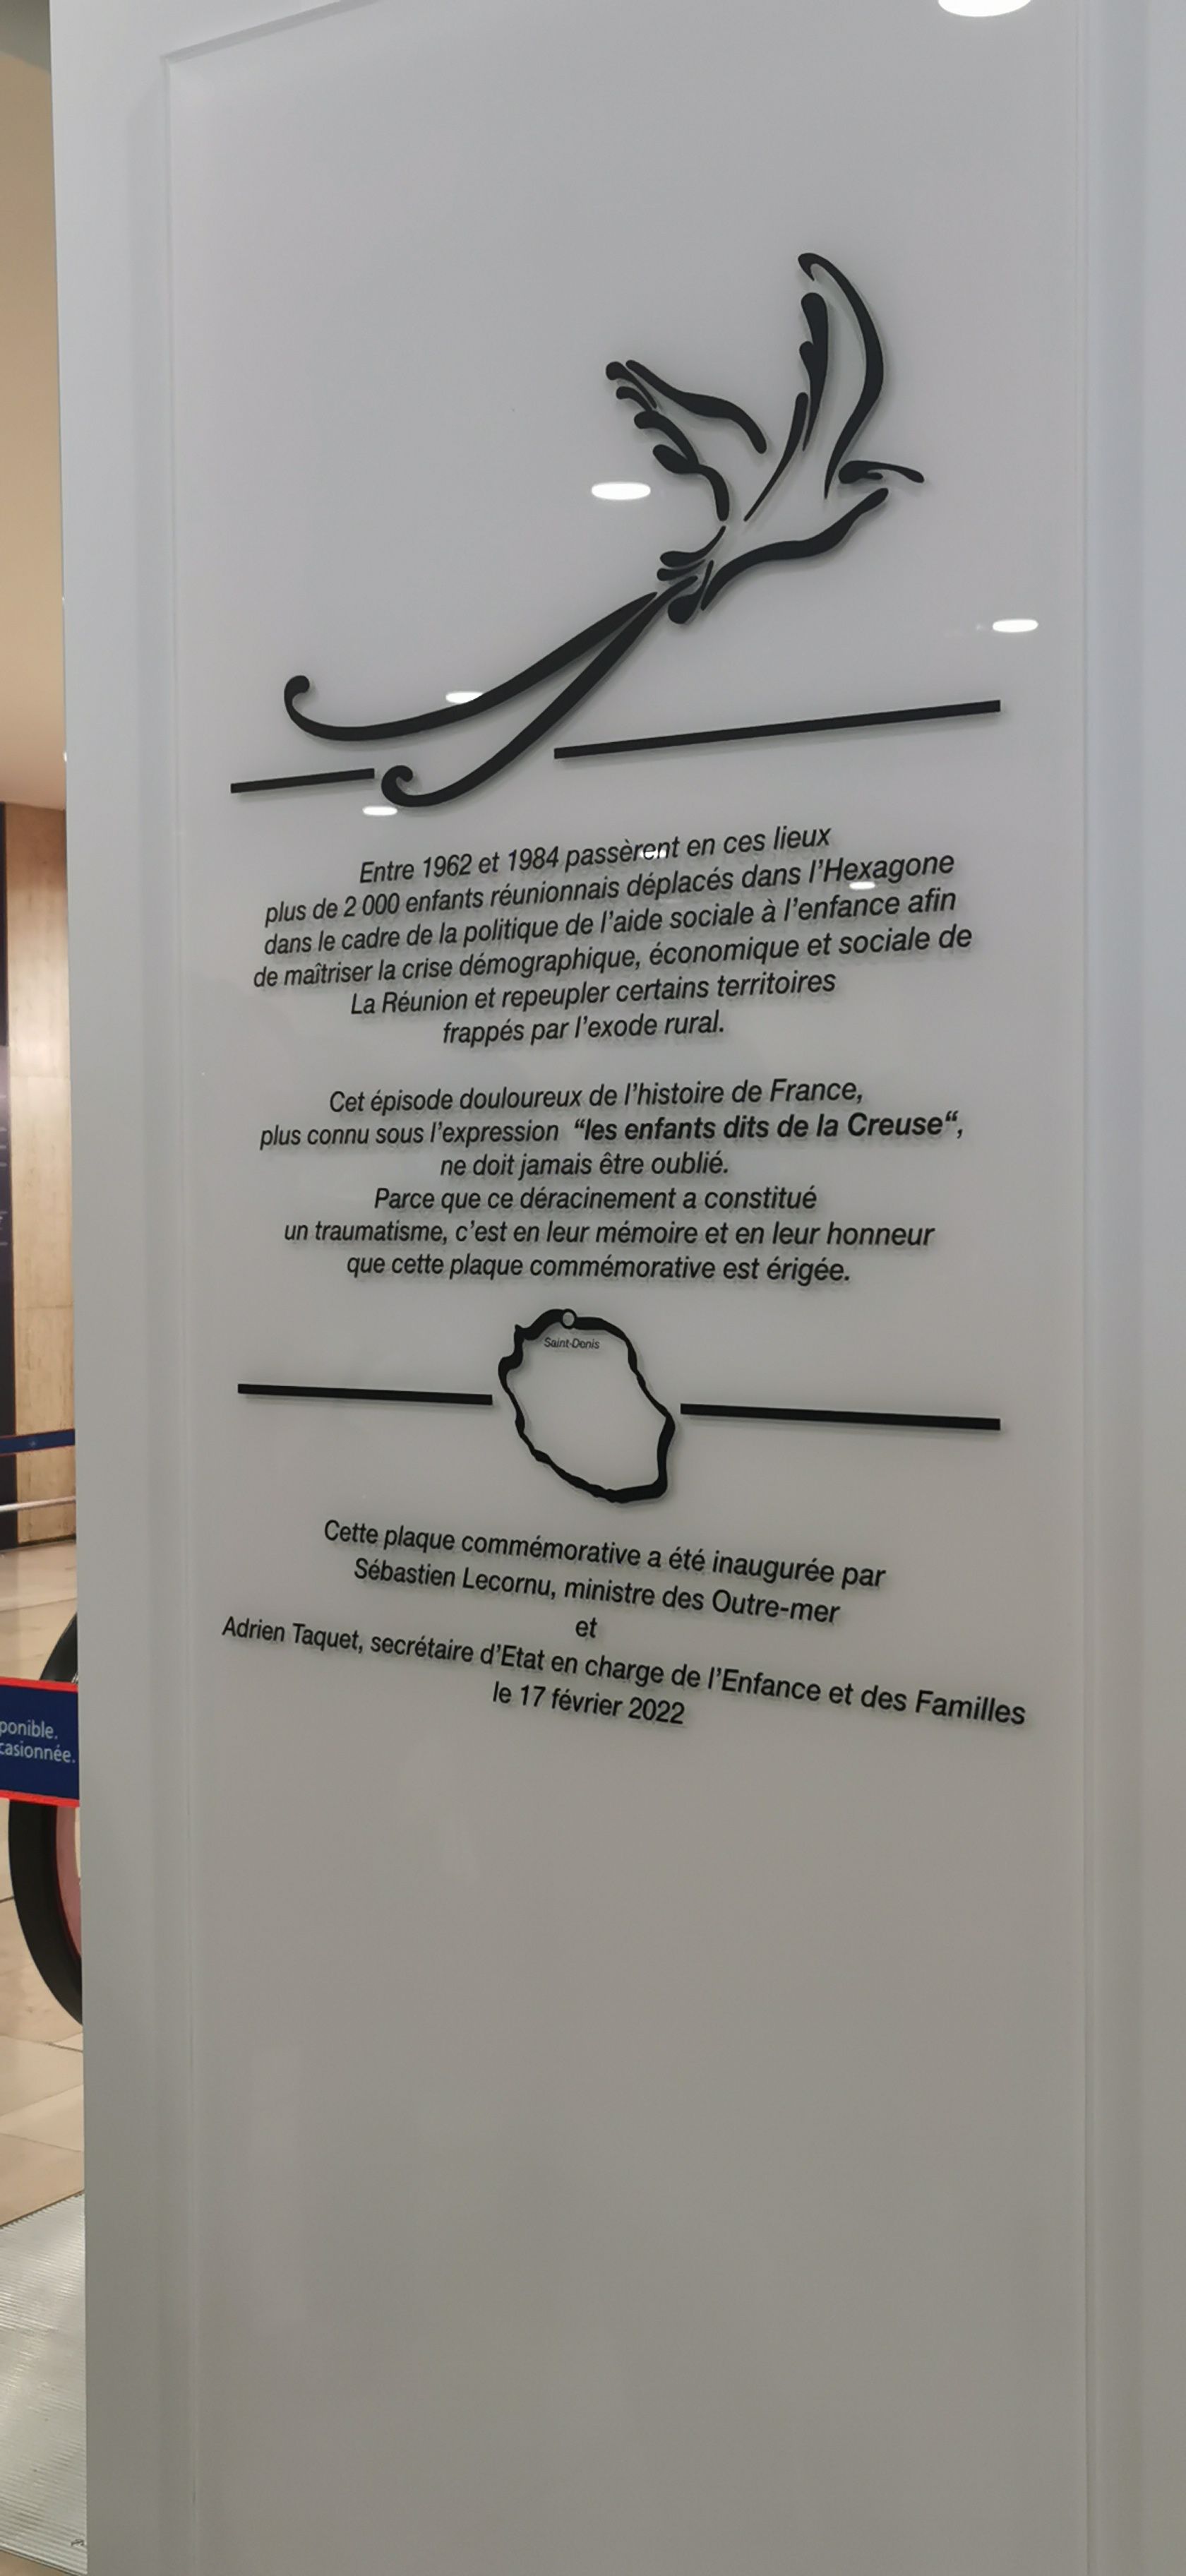 Entre 1962 et 1984 passèrent en ces lieux
plus de 2 000 enfants réunionnais déplacés dans l'Hexagone
dans le cadre de la politique de l'aide sociale à l'enfance afin
de maîtriser la crise démographique, économique et sociale de
La Réunion et repeupler certains territoires
frappés par l'exode rural.
Cet épisode douloureux de l'histoire de France,
plus connu sous l'expression “les enfants dits de la Creuse“,
ne doit jamais être oublié.
Parce que ce déracinement a constitué
un traumatisme, c'est en leur mémoire et en leur honneur
que cette plaque commémorative est érigée.
Saint-Denis
Cette plaque commémorative a été inaugurée par
Sébastien Lecornu, ministre des Outre-mer
et
Adrien Taquet, secrétaire d'Etat en charge de l'Enfance et des Familles
le 17 février 2022
ponible.
casionnée.